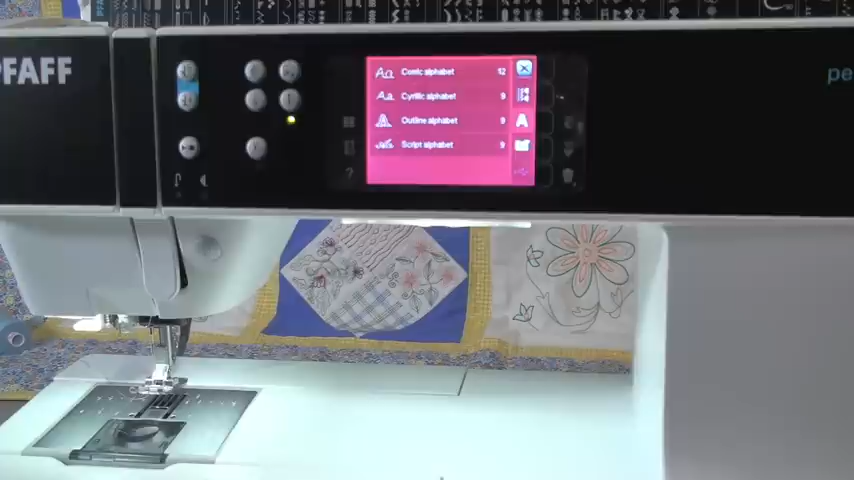 PFAFF
pe
Comic alphabet 12
Cyrillic alphabet 9
Outline alphabet 9
Script alphabet 9